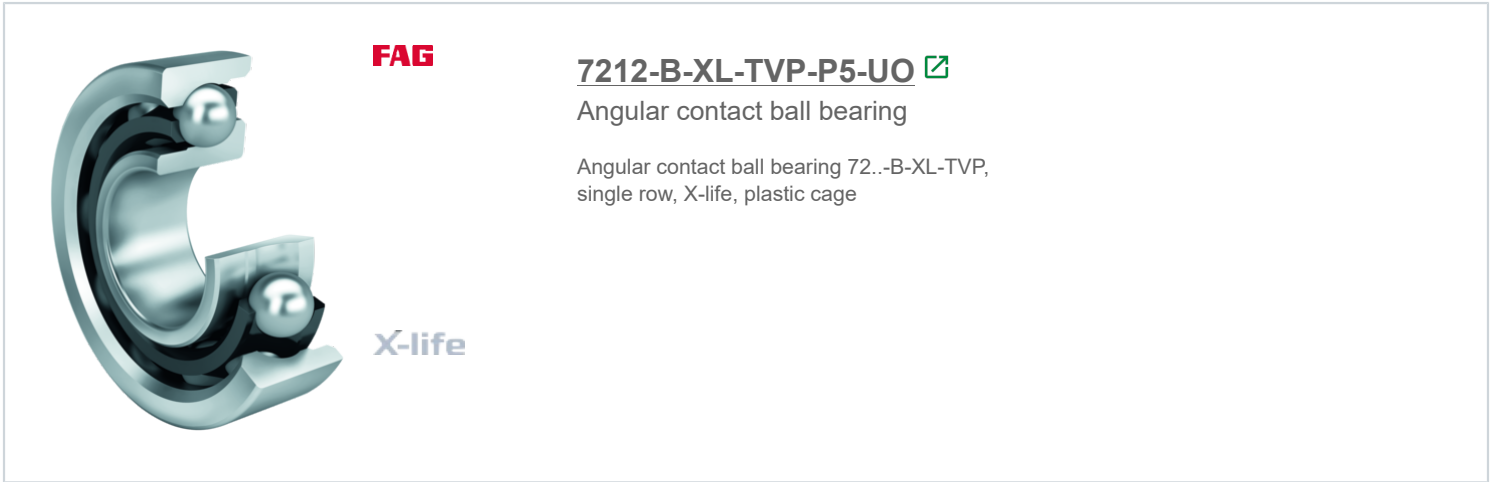 FAG
7212-B-XL-TVP-P5-UO
Angular contact ball bearing
Angular contact ball bearing 72..-B-XL-TVP,
single row, X-life, plastic cage
X-life